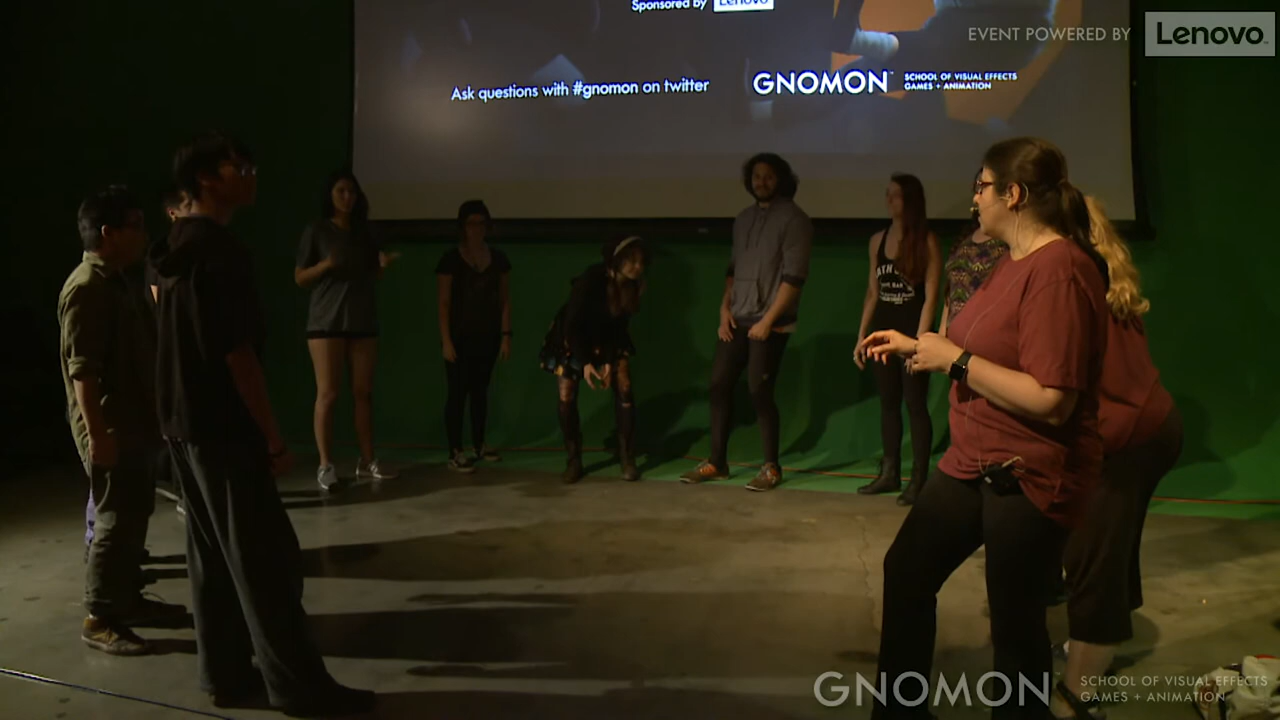 Sponsored by Lenovo
EVENT POWERED BY Lenovo
Ask questions with #gnomon on twitter
GNOMON SCHOOL OF VISUAL EFFECTS
GAMES + ANIMATION
GNOMON SCHOOL OF VISUAL EFFECTS
GAMES + ANIMATION